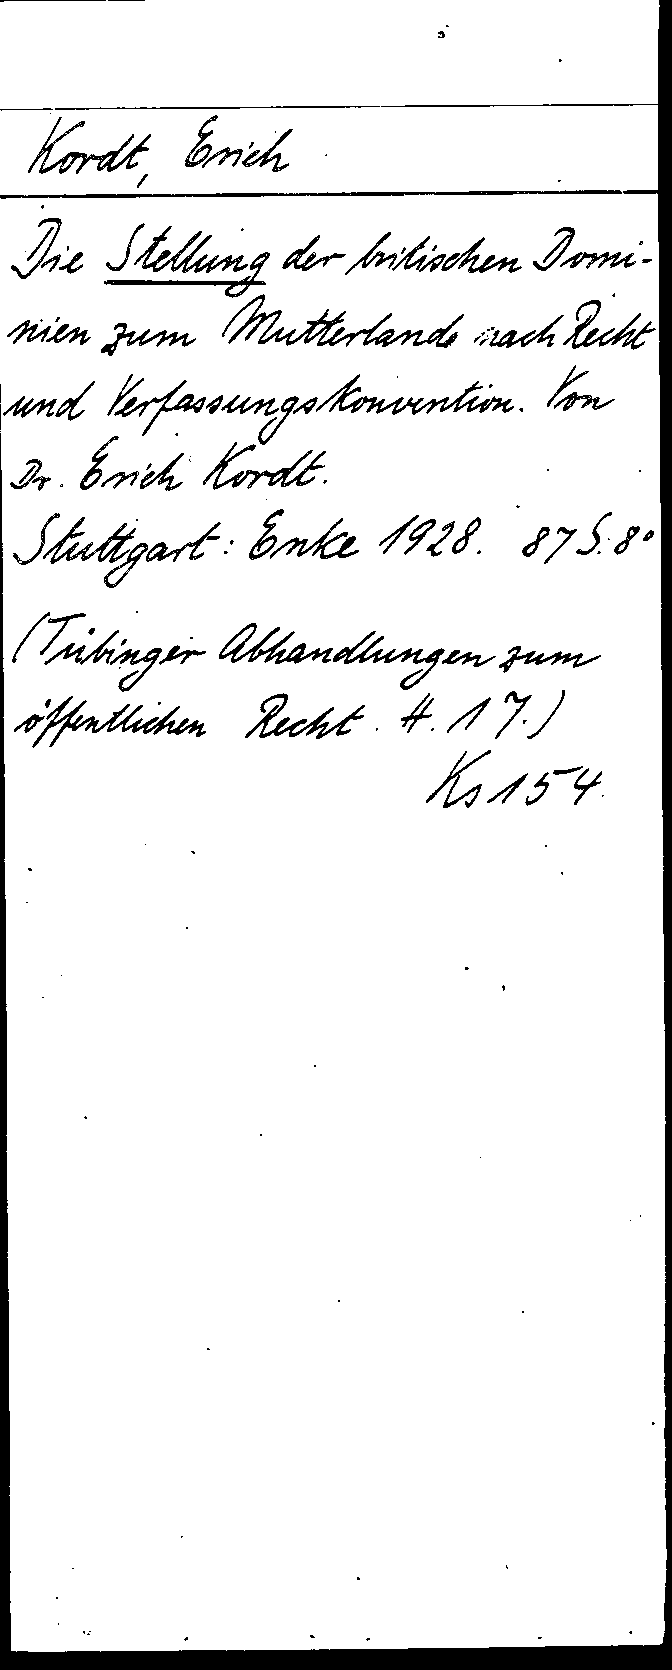 Kordt, Erich
Die Stellung der britischen Domi-
nien zum Mutterlande nach Recht
und Verfassungskonvention. Von
Dr. Erich Kordt.
Stuttgart: Enke 1928. 87 S. 8°
(Tübinger Abhandlungen zum
öffentlichen Recht. H. 17.)
Ks 154.